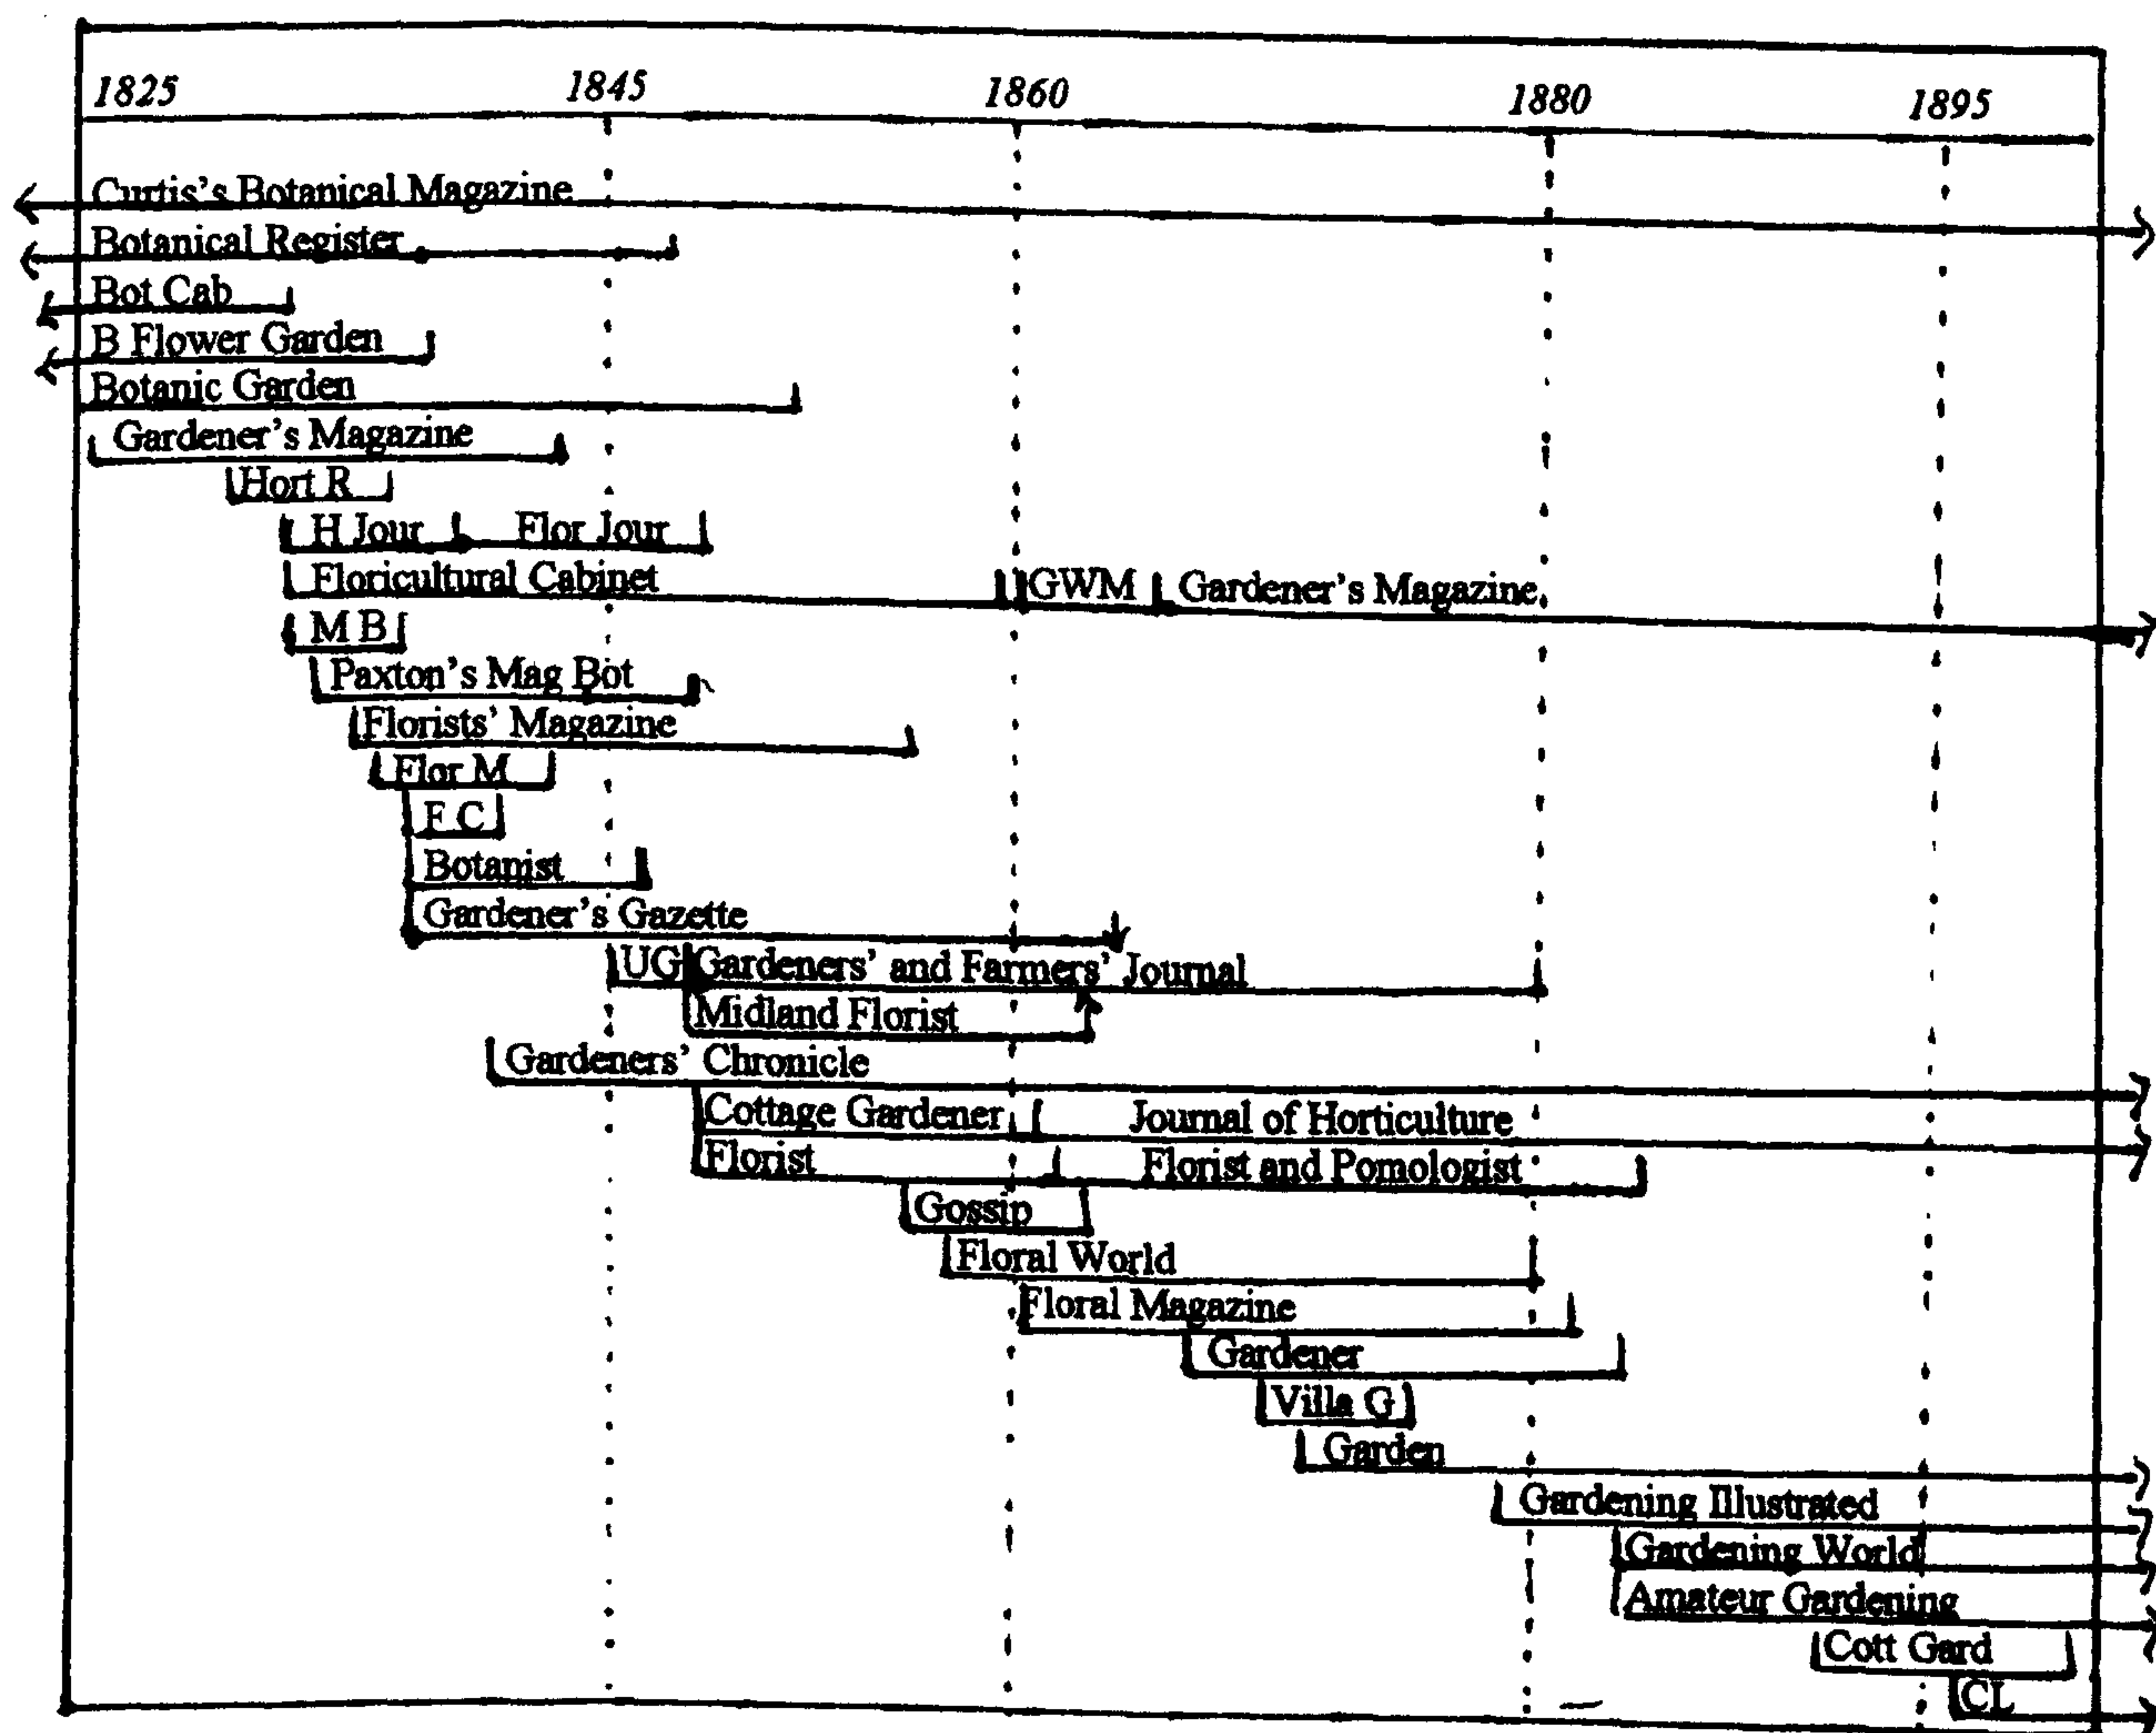 1825 1845 1860 1880 1895
Curtis's Botanical Magazine
Botanical Register
Bot Cab
B Flower Garden
Botanic Garden
Gardener's Magazine
Hort R
H Jour Flor Jour
Floricultural Cabinet GWM Gardener's Magazine
M B
Paxton's Mag Bot
Florists' Magazine
Flor M
F C
Botanist
Gardener's Gazette
UG Gardeners' and Farmers' Journal
Midland Florist
Gardeners' Chronicle
Cottage Gardener Journal of Horticulture
Florist Florist and Pomologist
Gossip
Floral World
Floral Magazine
Gardener
Villa G
Garden
Gardening Illustrated
Gardening World
Amateur Gardening
Cott Gard
CL